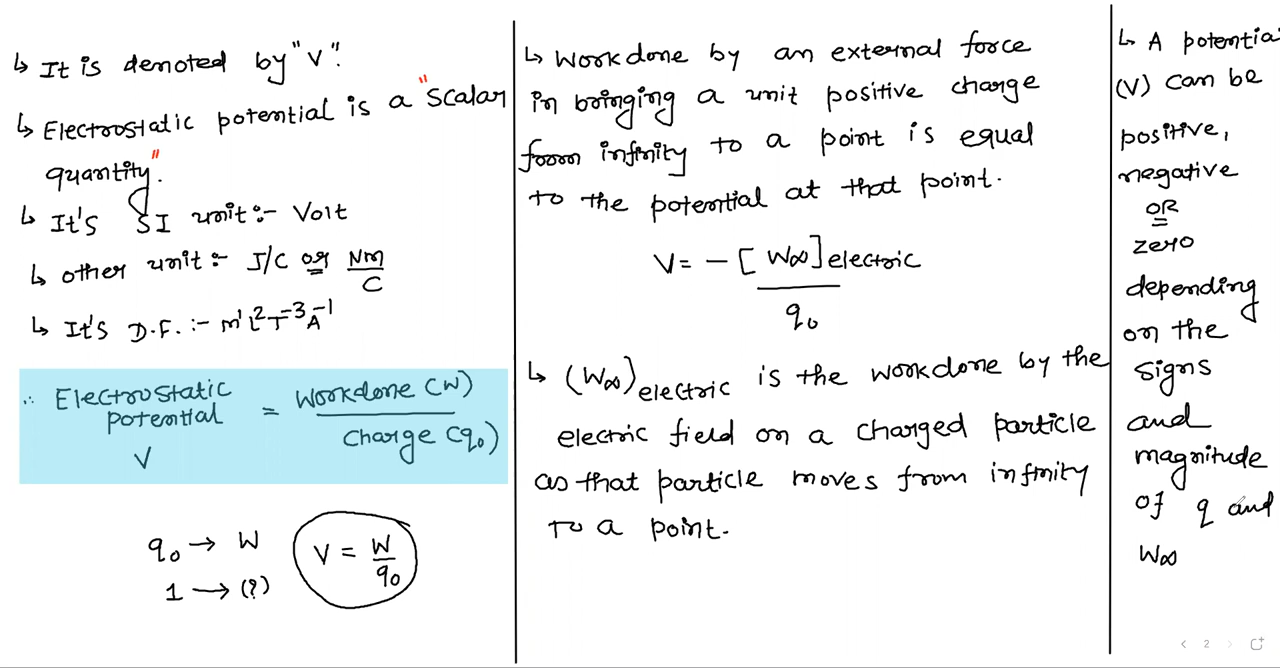 ↳ It is denoted by "V".
↳ Electrostatic potential is a "scalar
quantity".
↳ It's SI unit :- Volt
↳ other unit :- J/C or Nm/C
↳ It's D.F. :- M¹L²T⁻³A⁻¹
∴ Electrostatic potential V = Workdone (W) / Charge (q₀)
q₀ → W
1 → (?)
V = W/q₀
↳ Workdone by an external force
in bringing a unit positive charge
from infinity to a point is equal
to the potential at that point.
V = - [W∞]electric / q₀
↳ (W∞)electric is the workdone by the
electric field on a charged particle
as that particle moves from infinity
to a point.
↳ A potentia
(V) can be
positive,
negative
OR
zero
depending
on the
signs
and
magnitude
of q and
W∞
< 2 >